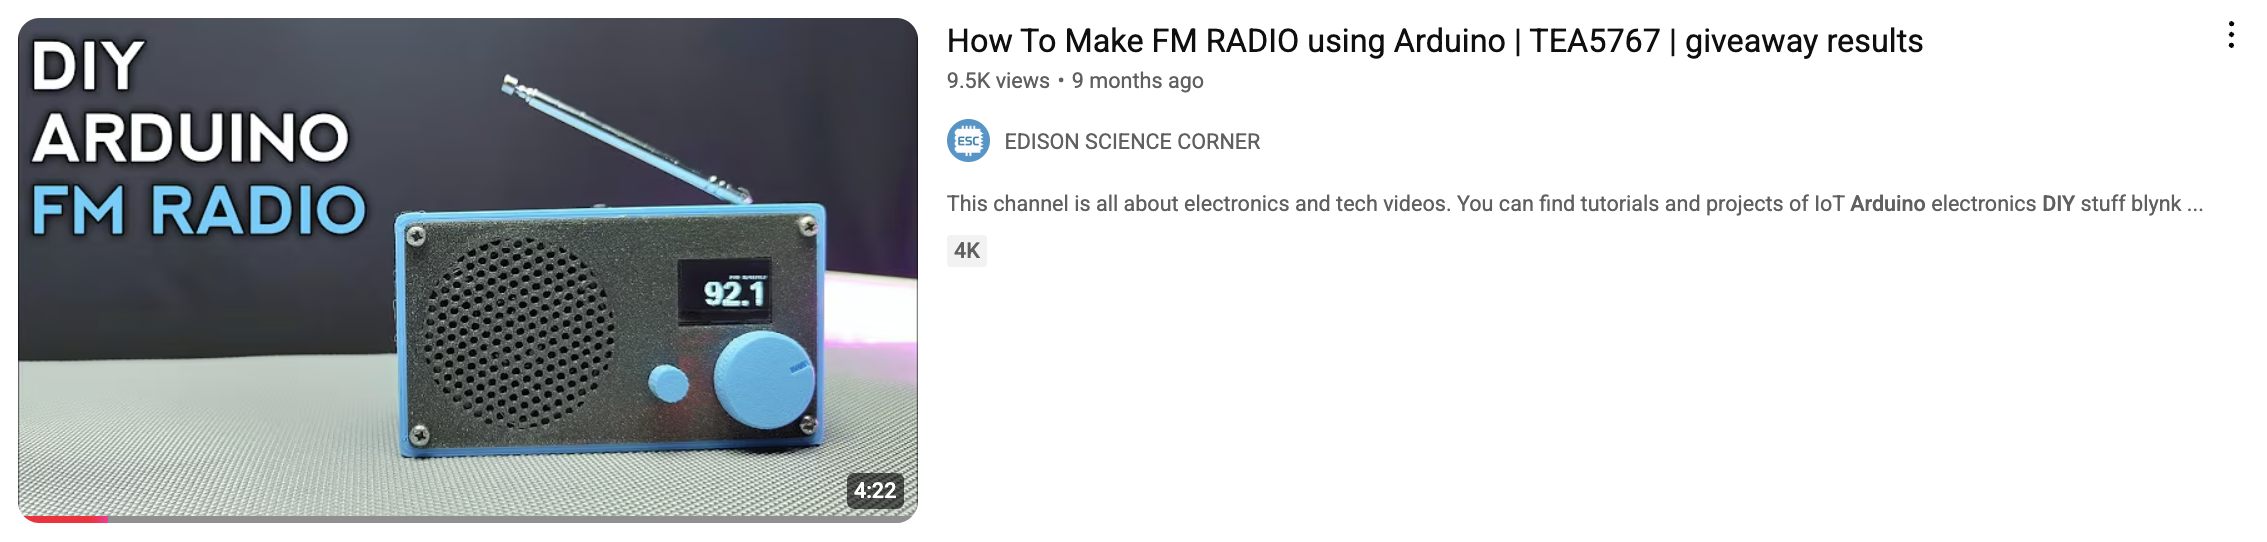 DIY
ARDUINO
FM RADIO
92.1
4:22
How To Make FM RADIO using Arduino | TEA5767 | giveaway results
9.5K views • 9 months ago
ESC
EDISON SCIENCE CORNER
This channel is all about electronics and tech videos. You can find tutorials and projects of IoT Arduino electronics DIY stuff blynk ...
4K